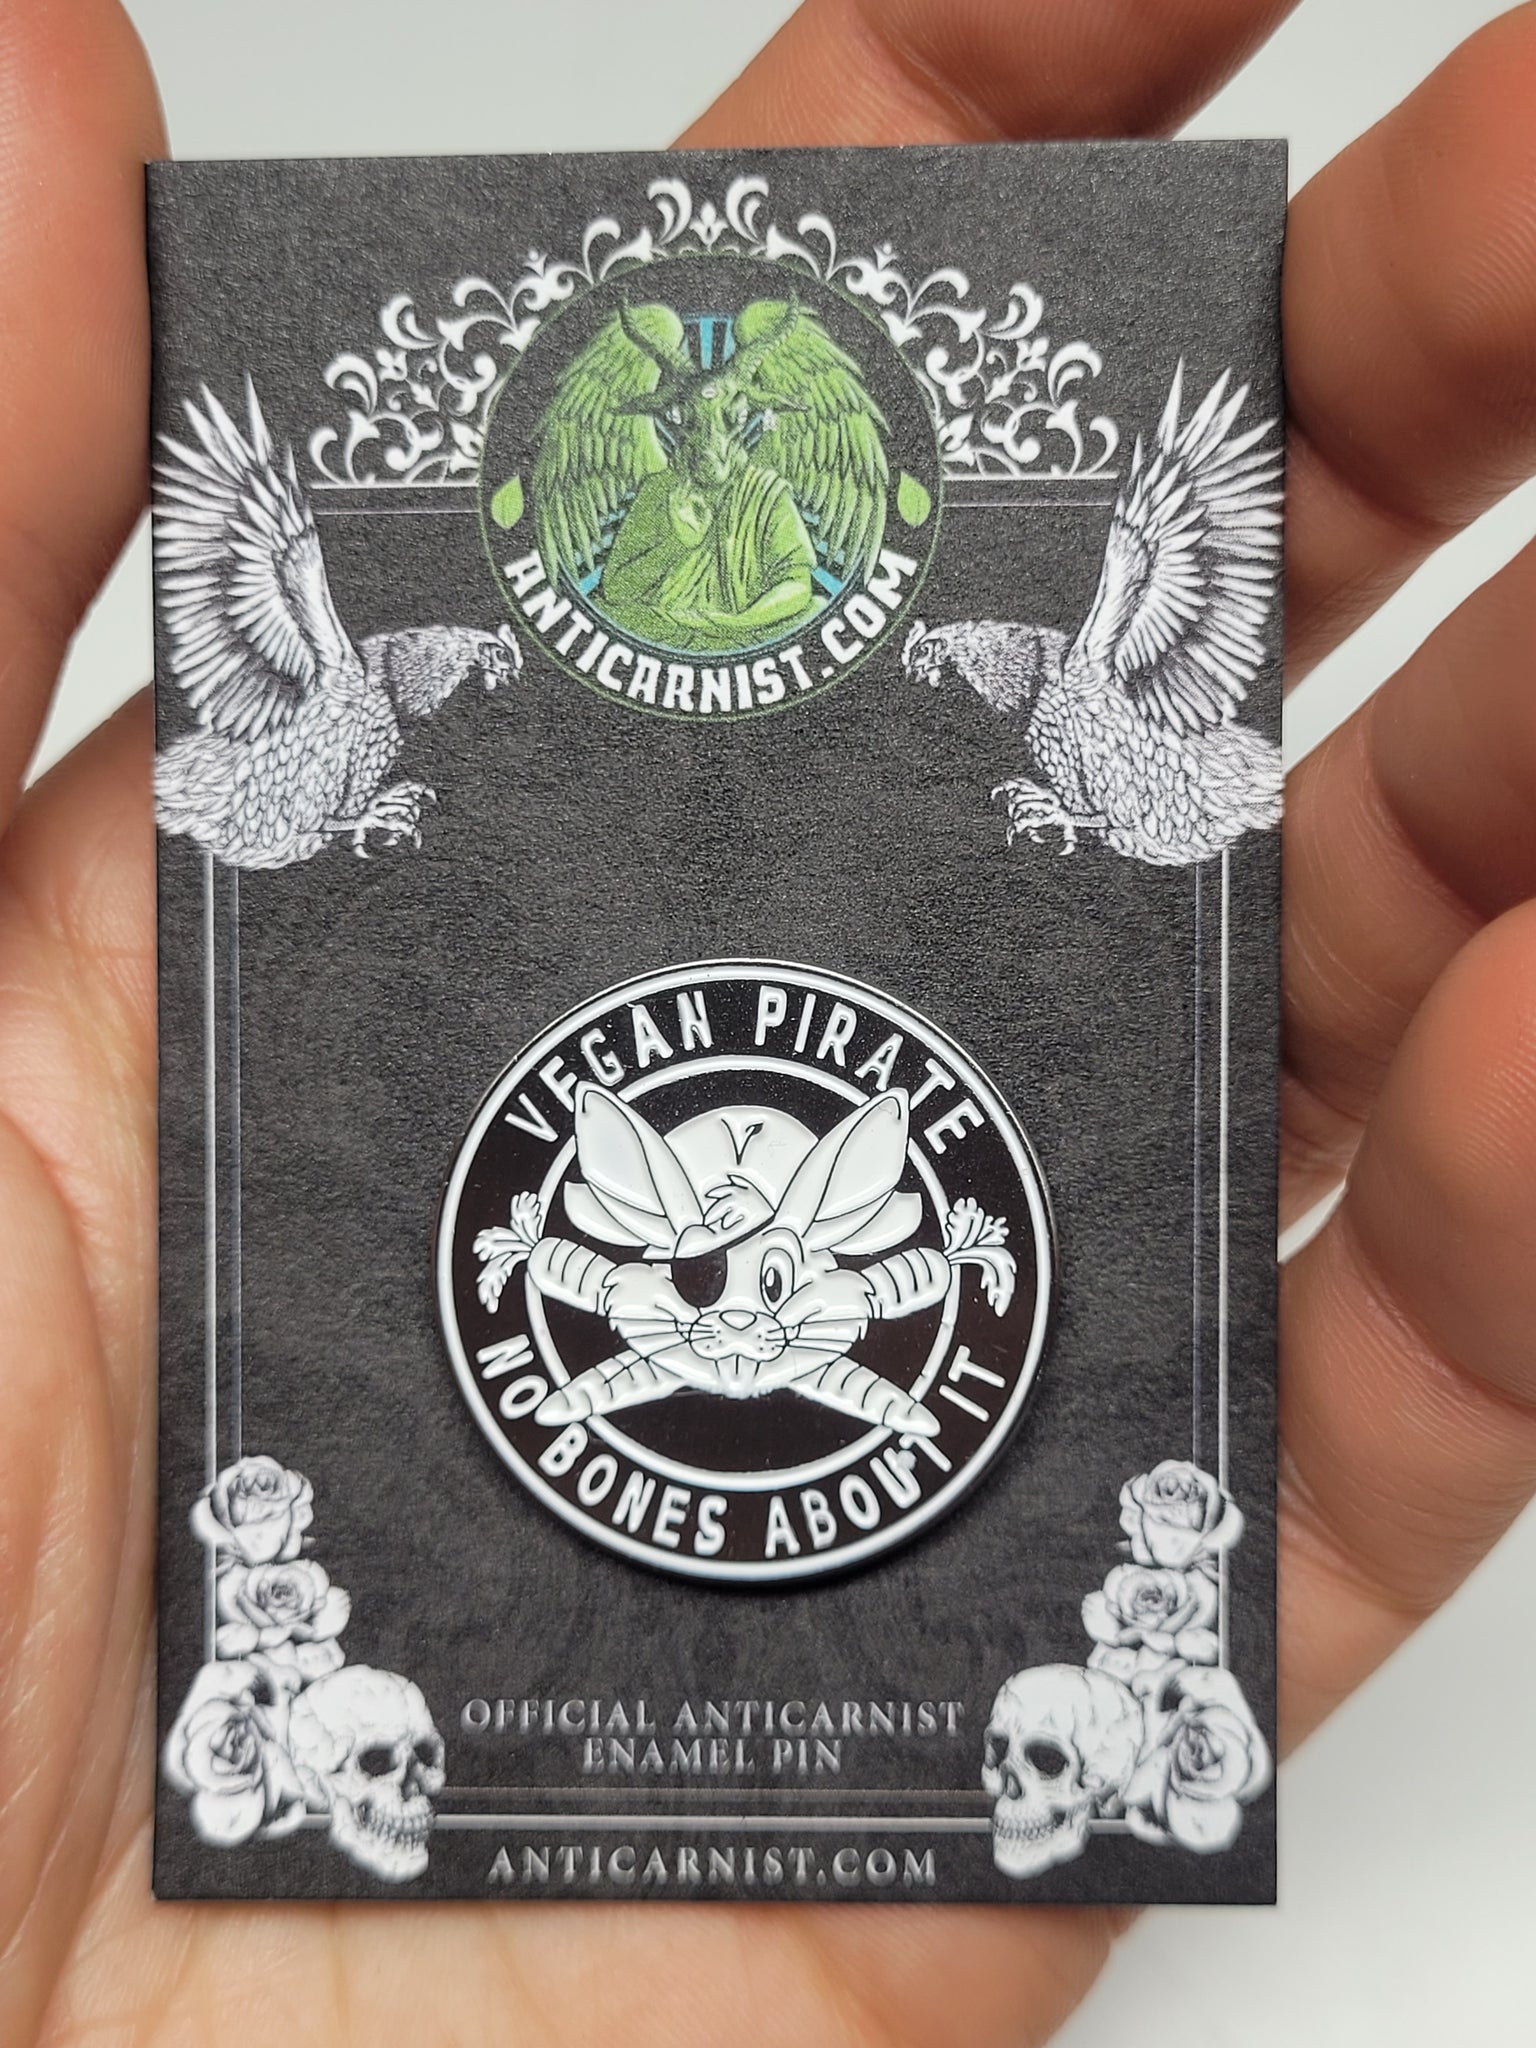 ANTICARNIST.COM
VEGAN PIRATE
NO BONES ABOUT IT
OFFICIAL ANTICARNIST
ENAMEL PIN
ANTICARNIST.COM